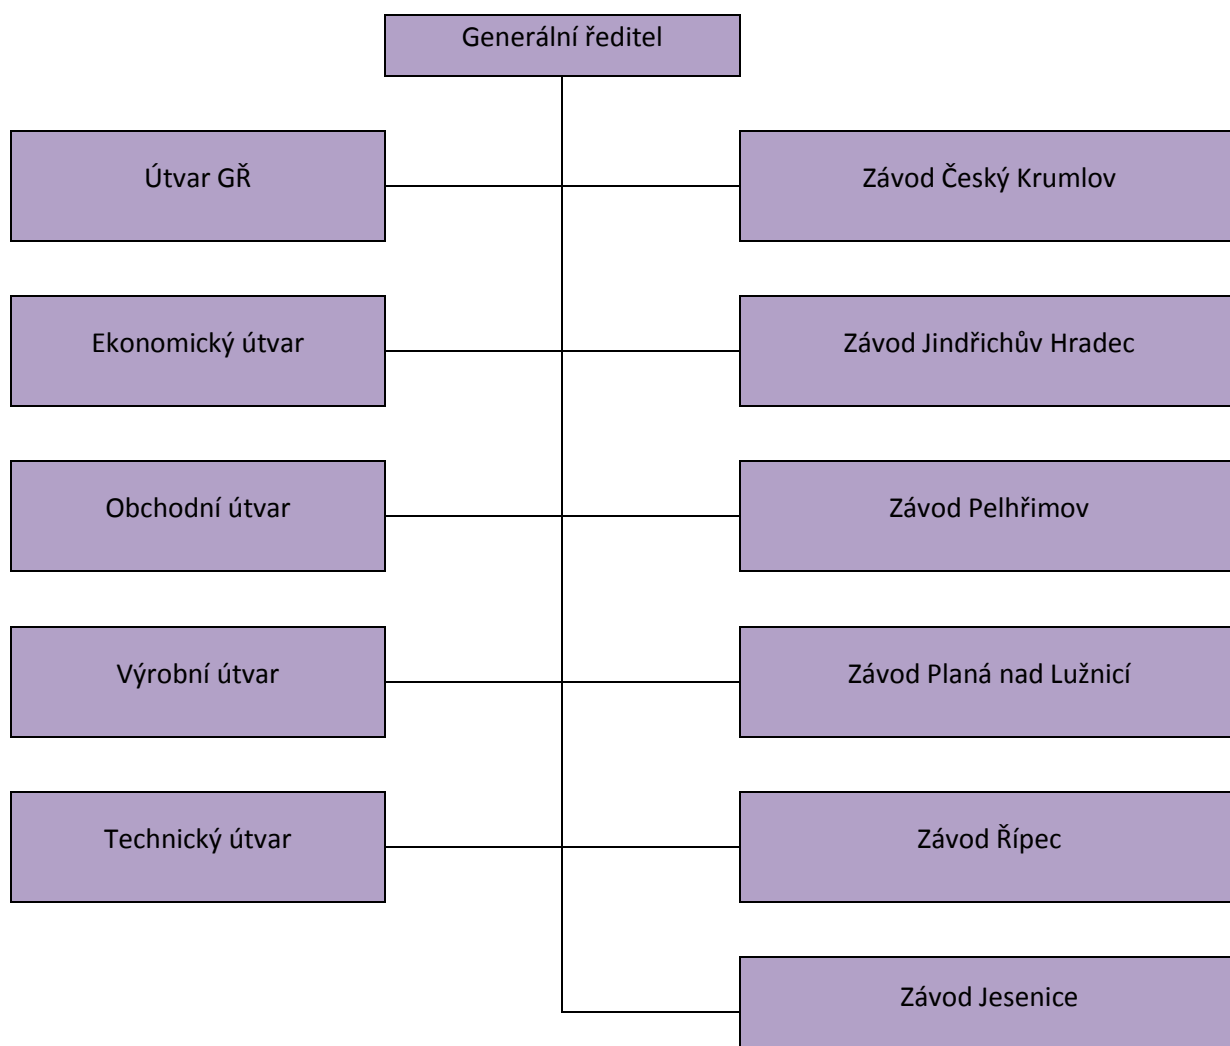 Generální ředitel
Útvar GŘ
Závod Český Krumlov
Ekonomický útvar
Závod Jindřichův Hradec
Obchodní útvar
Závod Pelhřimov
Výrobní útvar
Závod Planá nad Lužnicí
Technický útvar
Závod Řípec
Závod Jesenice